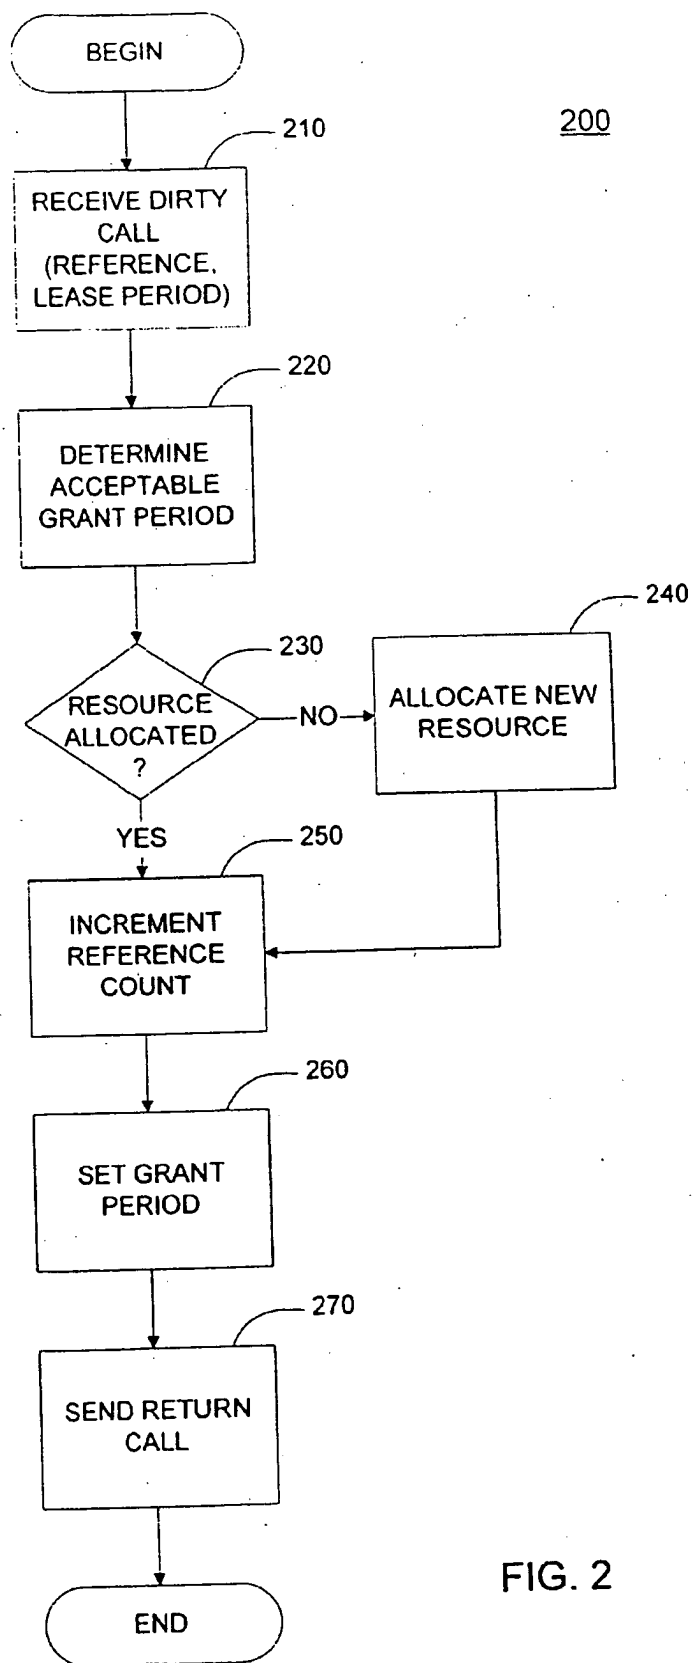 BEGIN
200
210
RECEIVE DIRTY
CALL
(REFERENCE,
LEASE PERIOD)
220
DETERMINE
ACCEPTABLE
GRANT PERIOD
230
RESOURCE
ALLOCATED
?
NO
240
ALLOCATE NEW
RESOURCE
YES
250
INCREMENT
REFERENCE
COUNT
260
SET GRANT
PERIOD
270
SEND RETURN
CALL
END
FIG. 2